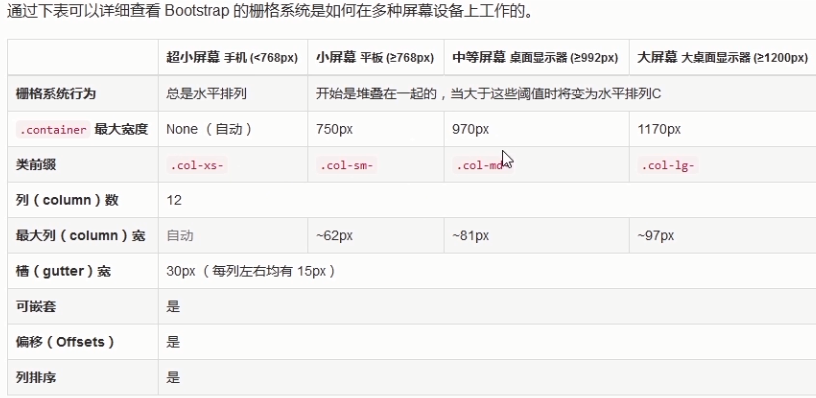 通过下表可以详细查看 Bootstrap 的栅格系统是如何在多种屏幕设备上工作的。
超小屏幕 手机 (<768px) 小屏幕 平板 (≥768px) 中等屏幕 桌面显示器 (≥992px) 大屏幕 大桌面显示器 (≥1200px)
栅格系统行为 总是水平排列 开始是堆叠在一起的，当大于这些阈值时将变为水平排列C
.container 最大宽度 None （自动） 750px 970px 1170px
类前缀 .col-xs- .col-sm- .col-md- .col-lg-
列（column）数 12
最大列（column）宽 自动 ~62px ~81px ~97px
槽（gutter）宽 30px （每列左右均有 15px）
可嵌套 是
偏移（Offsets） 是
列排序 是